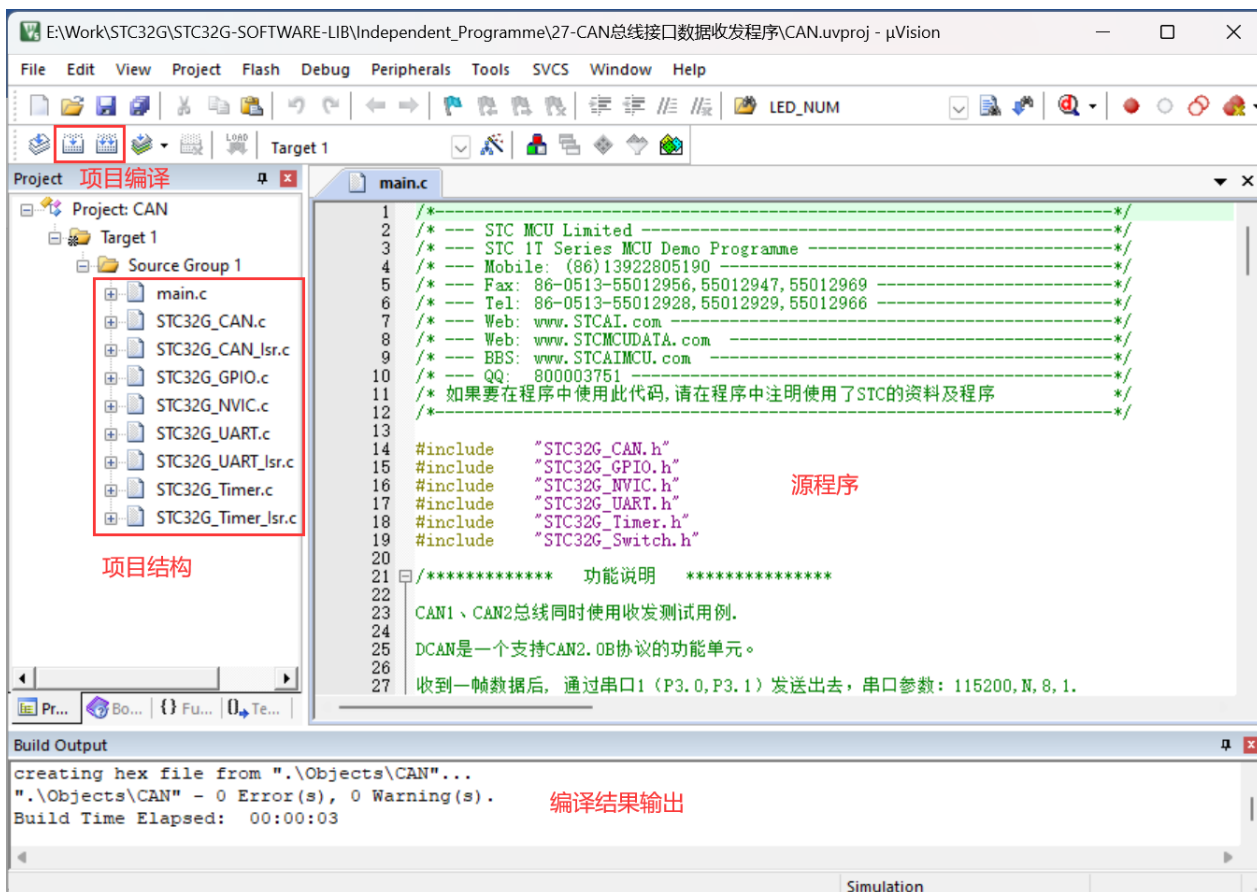 E:\Work\STC32G\STC32G-SOFTWARE-LIB\Independent_Programme\27-CAN总线接口数据收发程序\CAN.uvproj - µVision
File Edit View Project Flash Debug Peripherals Tools SVCS Window Help
LED_NUM
LOAD Target 1
Project 项目编译
main.c
Project: CAN
Target 1
Source Group 1
main.c
STC32G_CAN.c
STC32G_CAN_Isr.c
STC32G_GPIO.c
STC32G_NVIC.c
STC32G_UART.c
STC32G_UART_Isr.c
STC32G_Timer.c
STC32G_Timer_Isr.c
项目结构
1 /*---------------------------------------------------------------------*/
2 /* --- STC MCU Limited ------------------------------------------------*/
3 /* --- STC 1T Series MCU Demo Programme -------------------------------*/
4 /* --- Mobile: (86)13922805190 ----------------------------------------*/
5 /* --- Fax: 86-0513-55012956,55012947,55012969 ------------------------*/
6 /* --- Tel: 86-0513-55012928,55012929,55012966 ------------------------*/
7 /* --- Web: www.STCAI.com ---------------------------------------------*/
8 /* --- Web: www.STCMCUDATA.com  ---------------------------------------*/
9 /* --- BBS: www.STCAIMCU.com  -----------------------------------------*/
10 /* --- QQ:  800003751 -------------------------------------------------*/
11 /* 如果要在程序中使用此代码,请在程序中注明使用了STC的资料及程序 */
12 /*---------------------------------------------------------------------*/
13
14 #include "STC32G_CAN.h"
15 #include "STC32G_GPIO.h"
16 #include "STC32G_NVIC.h"
17 #include "STC32G_UART.h"
18 #include "STC32G_Timer.h"
19 #include "STC32G_Switch.h"
源程序
20
21 /************* 功能说明 ***************
22
23 CAN1、CAN2总线同时使用收发测试用例.
24
25 DCAN是一个支持CAN2.0B协议的功能单元。
26
27 收到一帧数据后, 通过串口1（P3.0,P3.1）发送出去，串口参数：115200,N,8,1.
Pr... Bo... {} Fu... Te...
Build Output
creating hex file from ".\Objects\CAN"...
".\Objects\CAN" - 0 Error(s), 0 Warning(s).
Build Time Elapsed:  00:00:03
编译结果输出
Simulation